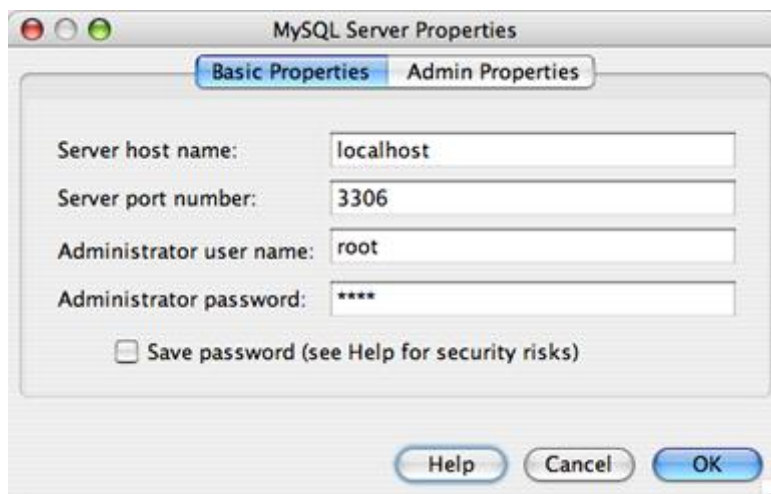 MySQL Server Properties
Basic Properties Admin Properties
Server host name: localhost
Server port number: 3306
Administrator user name: root
Administrator password: ****
Save password (see Help for security risks)
Help Cancel OK